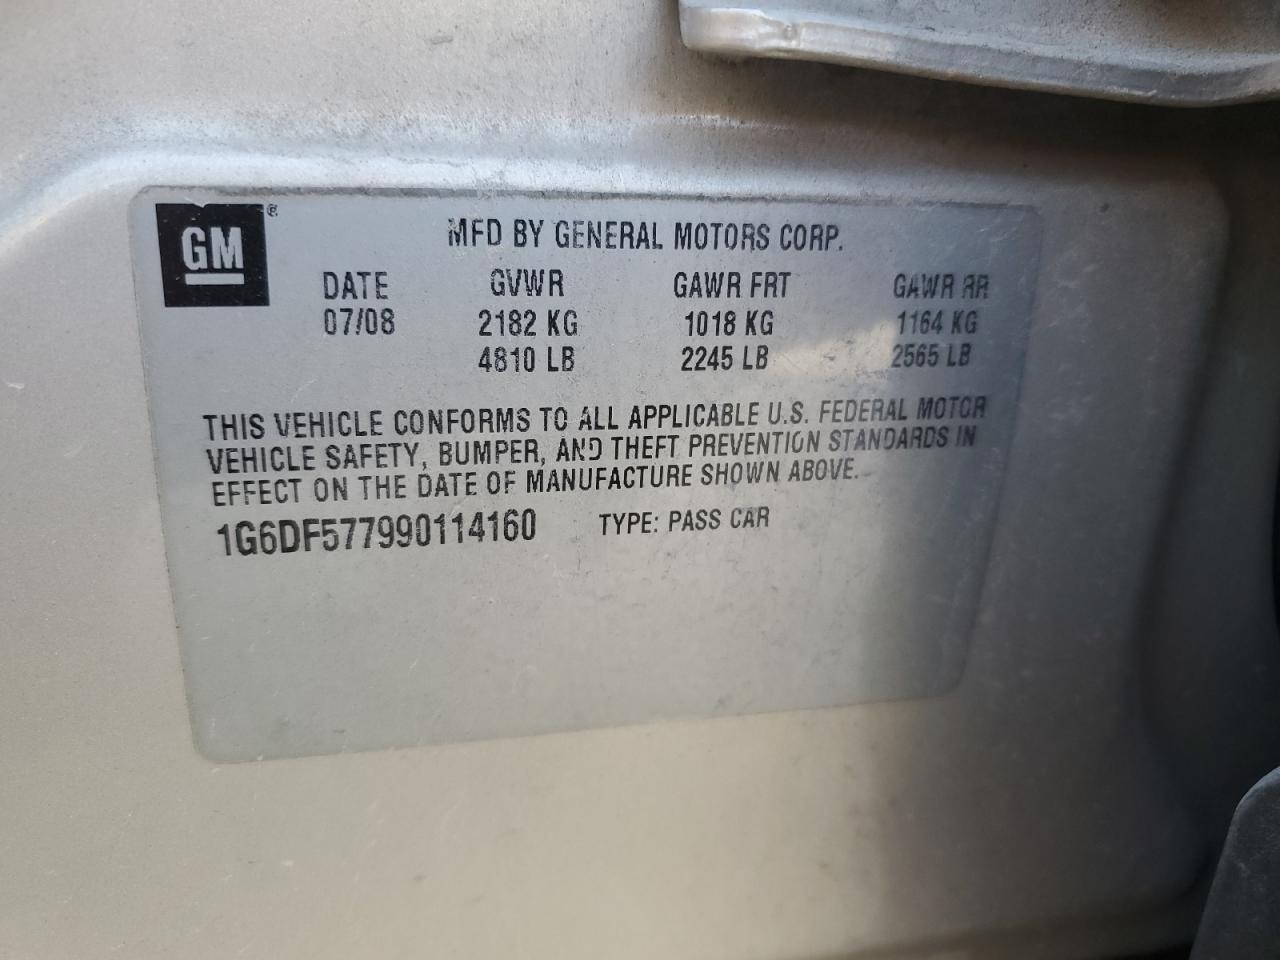 GM®
MFD BY GENERAL MOTORS CORP.
DATE GVWR GAWR FRT GAWR RR
07/08 2182 KG 1018 KG 1164 KG
4810 LB 2245 LB 2565 LB
THIS VEHICLE CONFORMS TO ALL APPLICABLE U.S. FEDERAL MOTOR
VEHICLE SAFETY, BUMPER, AND THEFT PREVENTION STANDARDS IN
EFFECT ON THE DATE OF MANUFACTURE SHOWN ABOVE.
1G6DF577990114160 TYPE: PASS CAR